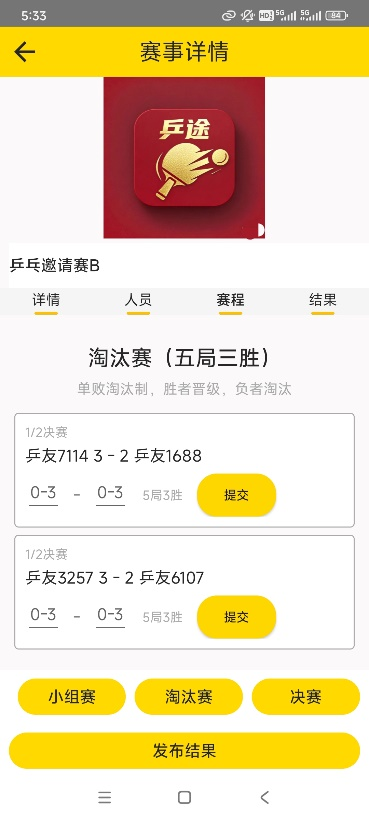 5:33
HD 5G 5G 84
赛事详情
乒途
乒乓邀请赛B
详情 人员 赛程 结果
淘汰赛（五局三胜）
单败淘汰制，胜者晋级，负者淘汰
1/2决赛
乒友7114 3 - 2 乒友1688
0-3 - 0-3 5局3胜 提交
1/2决赛
乒友3257 3 - 2 乒友6107
0-3 - 0-3 5局3胜 提交
小组赛 淘汰赛 决赛
发布结果